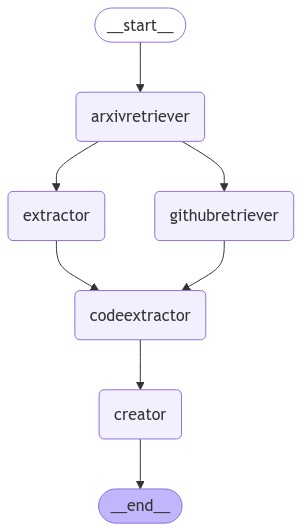 __start__
arxivretriever
extractor
githubretriever
codeextractor
creator
__end__